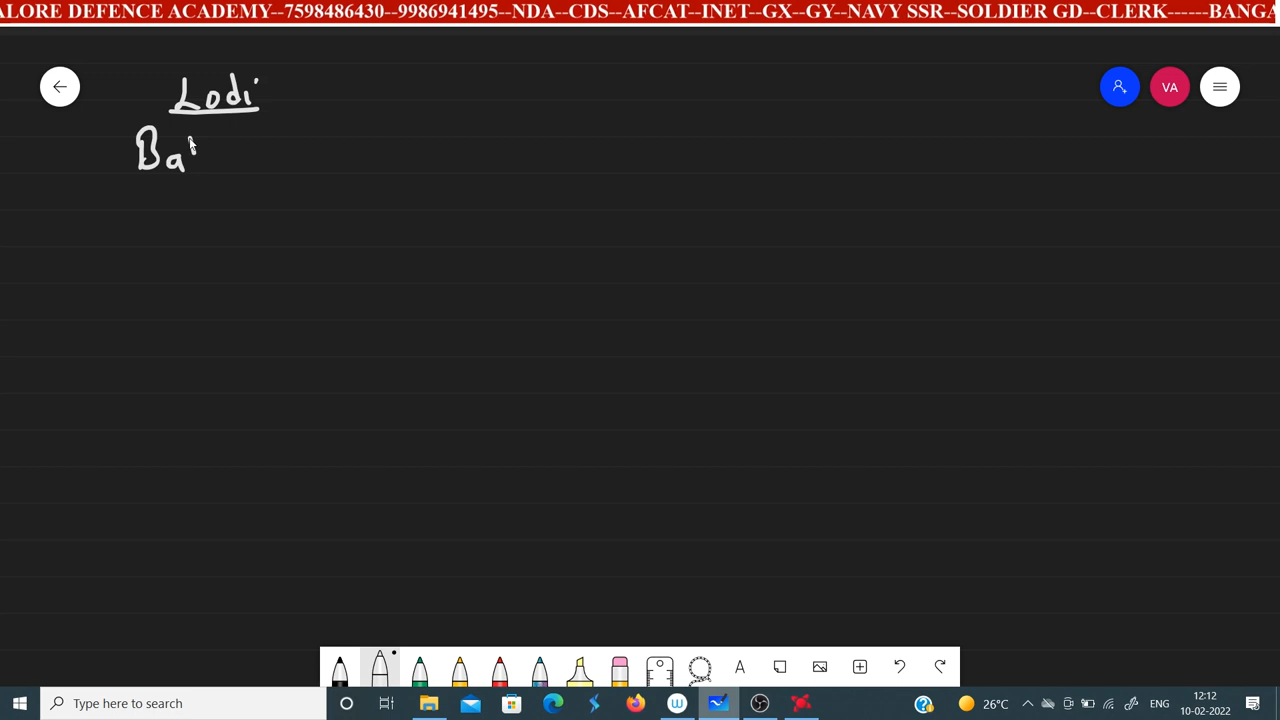 ALORE DEFENCE ACADEMY--7598486430--9986941495--NDA--CDS--AFCAT--INET--GX--GY--NAVY SSR--SOLDIER GD--CLERK------BANGA
Lodi
VA
Ba
A
Type here to search
W
26°C
ENG
12:12
10-02-2022